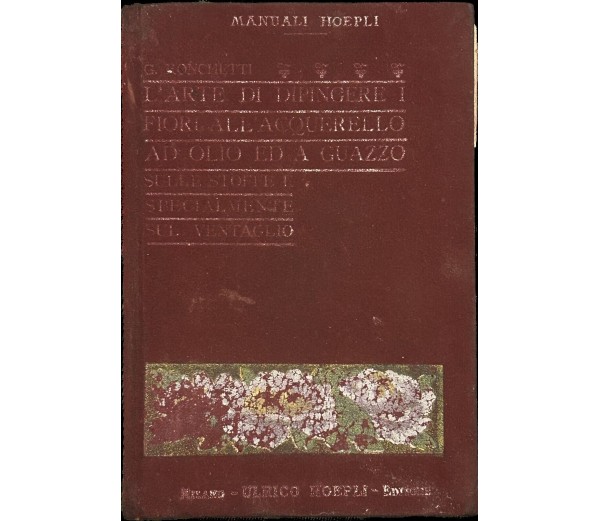 MANUALI HOEPLI
G. RONCHETTI
L'ARTE DI DIPINGERE I
FIORI ALL'ACQUERELLO
AD OLIO ED A GUAZZO
SULLE STOFFE E
SPECIALMENTE
SUL VENTAGLIO
MILANO - ULRICO HOEPLI - EDITORE